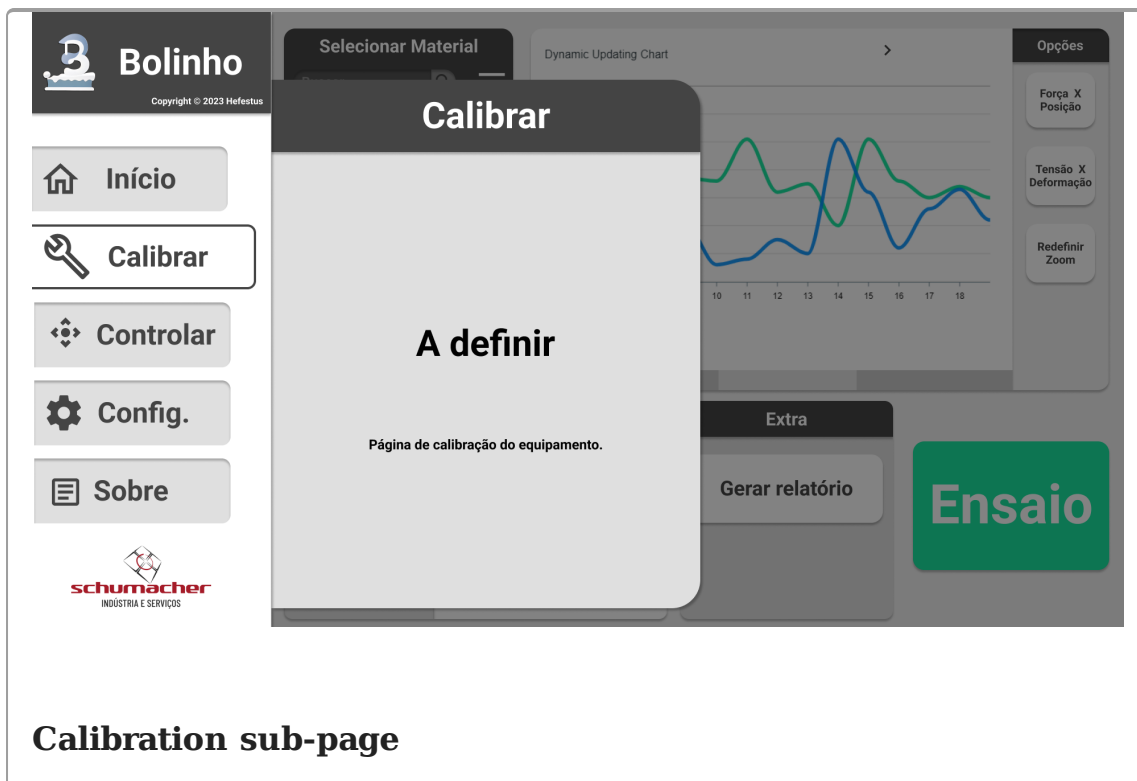 Bolinho
Copyright © 2023 Hefestus
Início
Calibrar
Controlar
Config.
Sobre
schumacher
INDÚSTRIA E SERVIÇOS
Selecionar Material
Calibrar
A definir
Página de calibração do equipamento.
Dynamic Updating Chart
10 11 12 13 14 15 16 17 18
Opções
Força X
Posição
Tensão X
Deformação
Redefinir
Zoom
Extra
Gerar relatório
Ensaio
Calibration sub-page